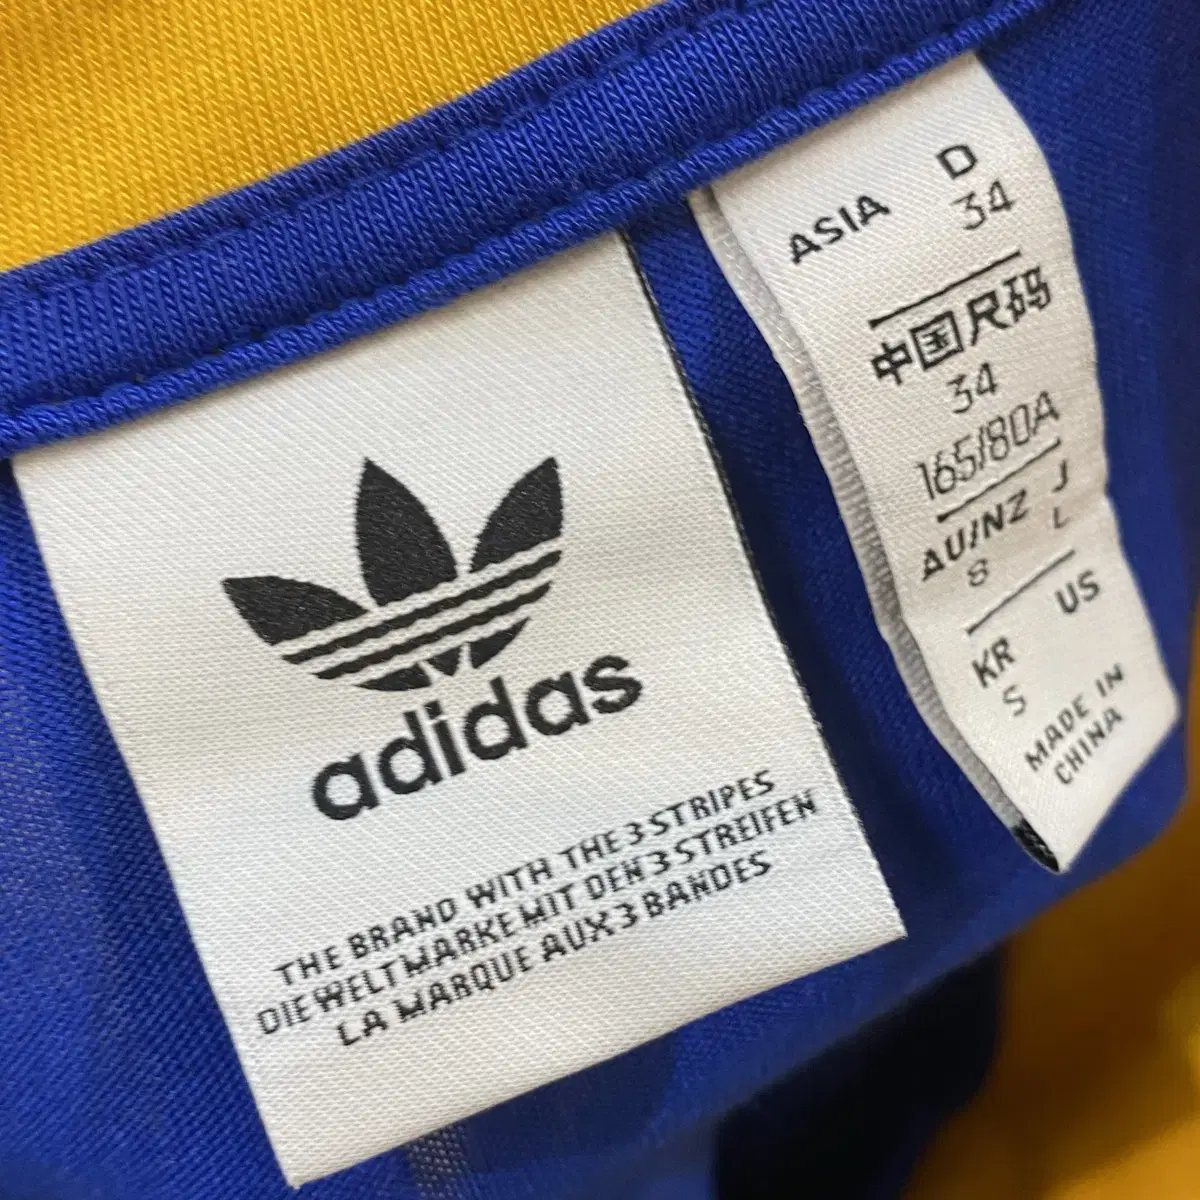 adidas
THE BRAND WITH THE 3 STRIPES
DIE WELTMARKE MIT DEN 3 STREIFEN
LA MARQUE AUX 3 BANDES
ASIA D
34
中国尺码
34
165/80A
AU/NZ J
8 L
KR US
S
MADE IN
CHINA